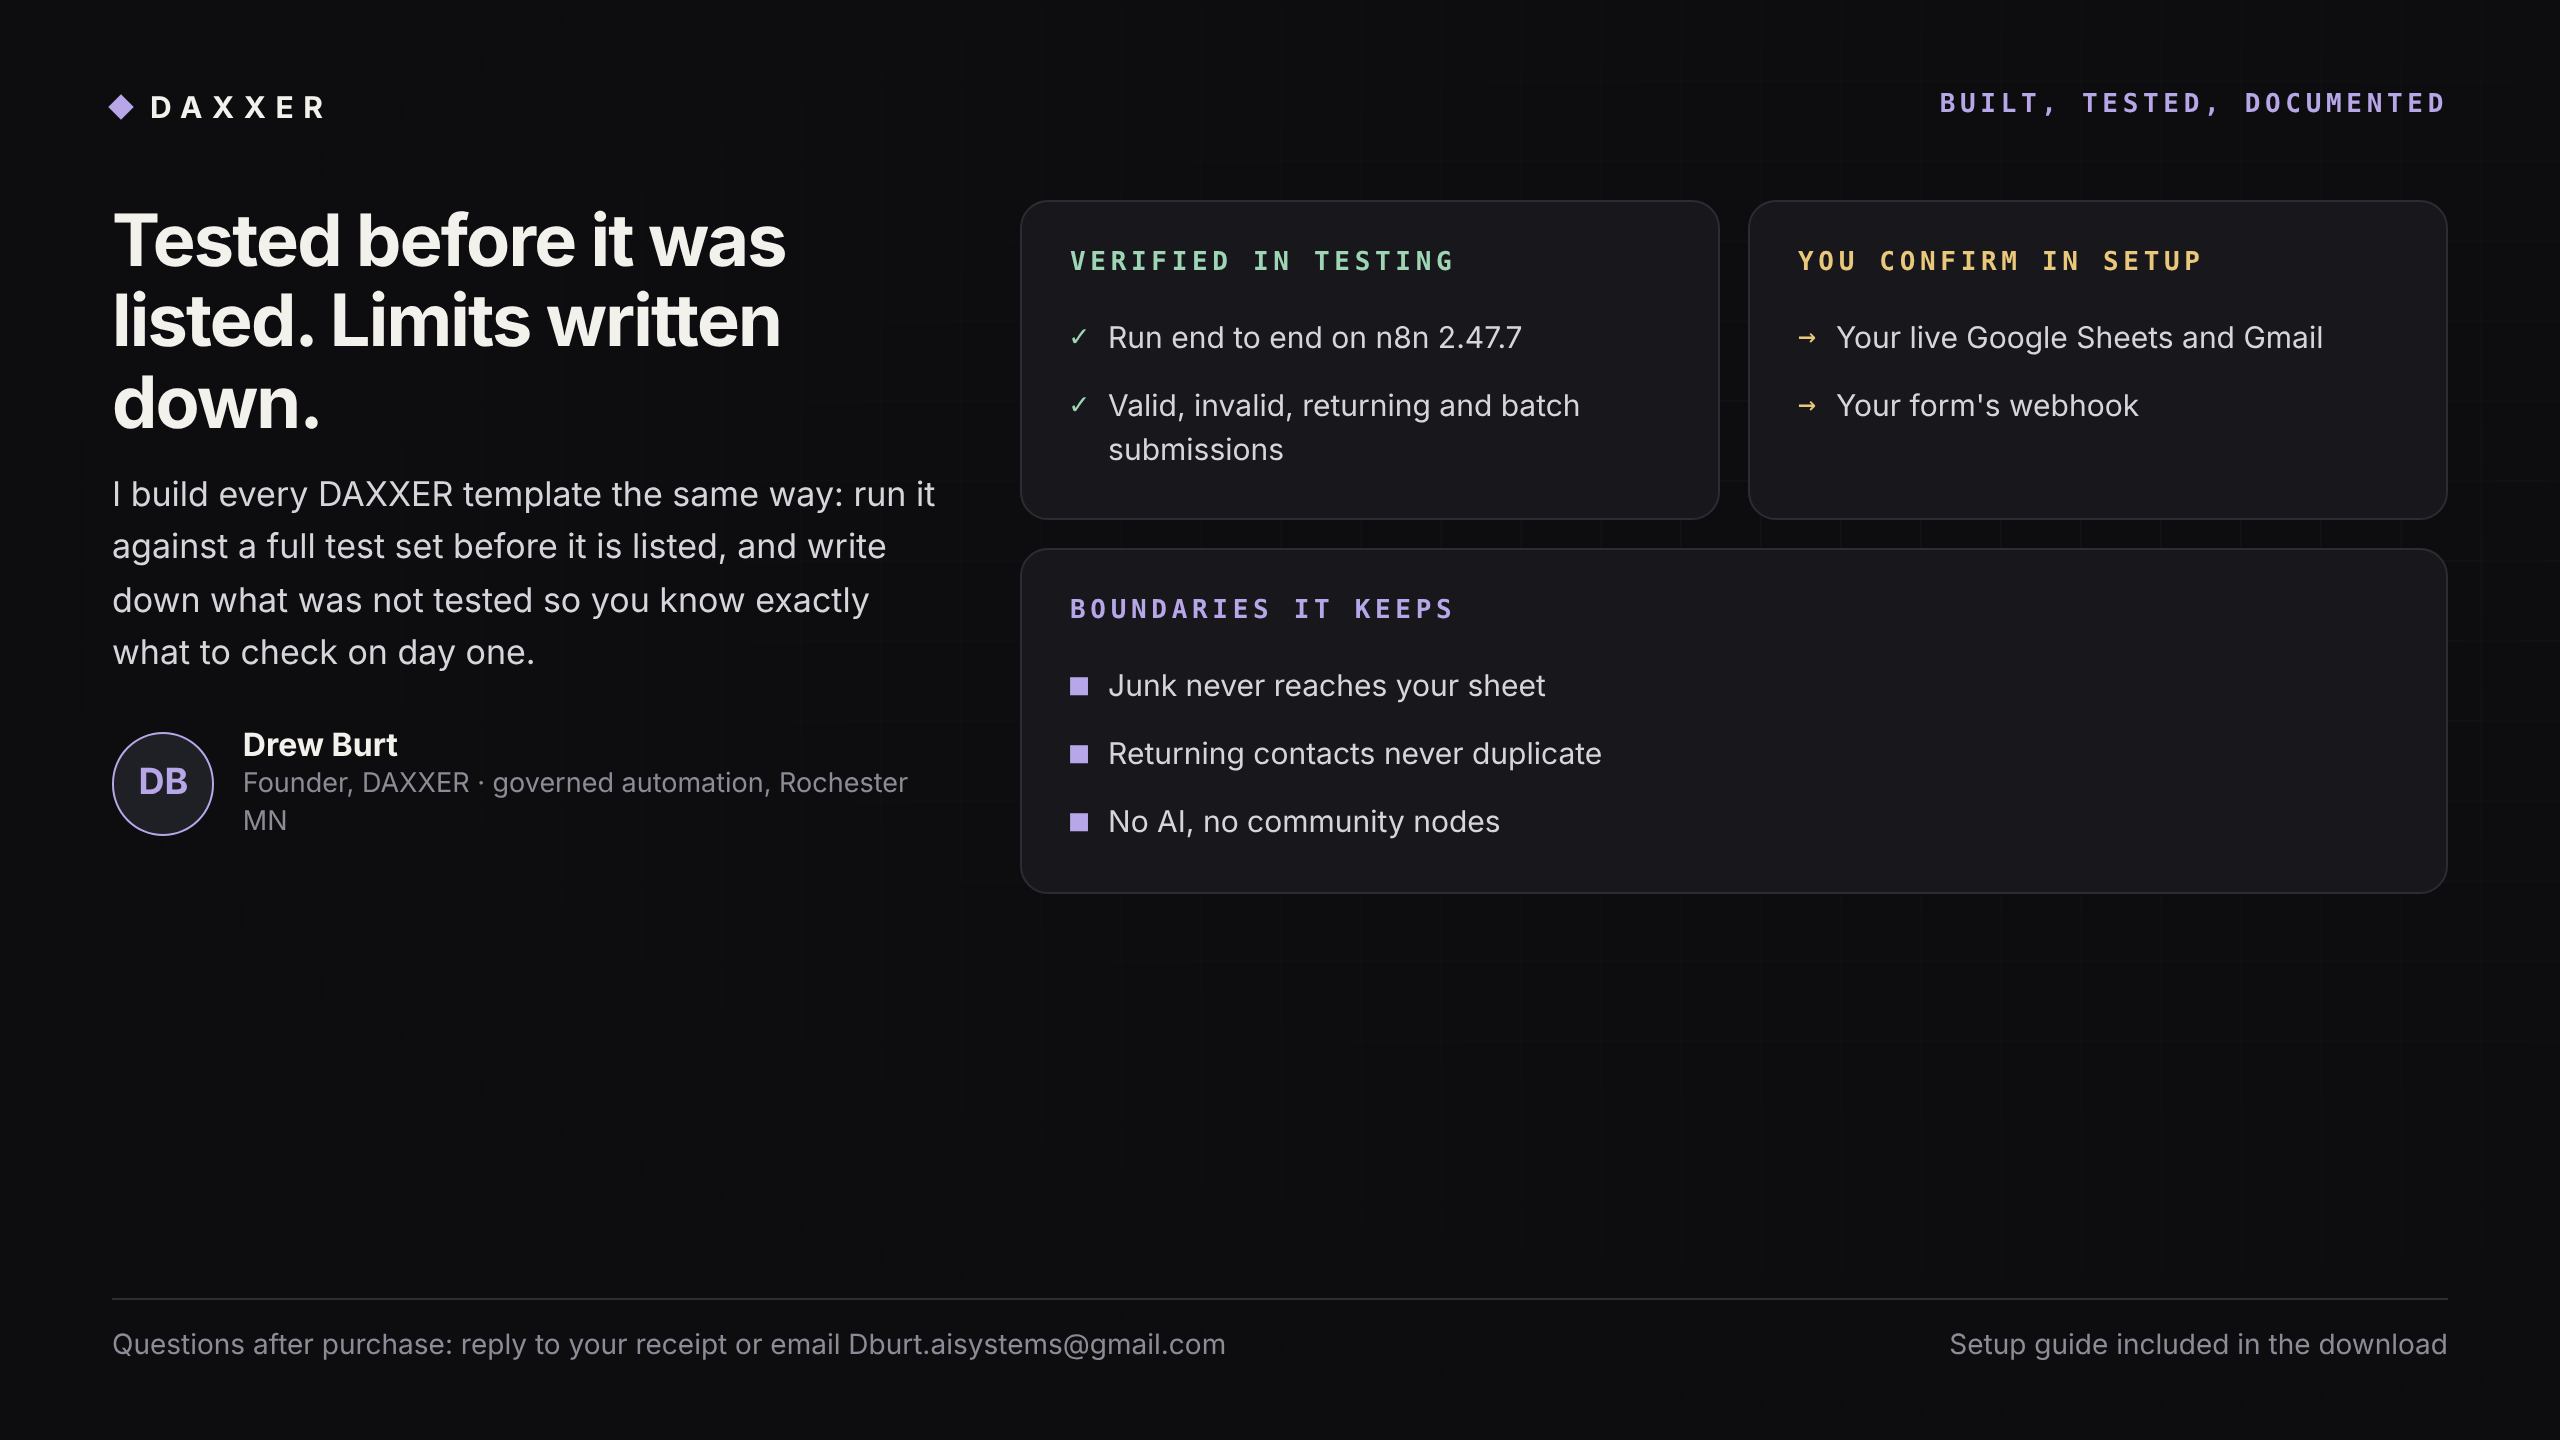 DAXXER
BUILT, TESTED, DOCUMENTED
Tested before it was
listed. Limits written
down.
I build every DAXXER template the same way: run it
against a full test set before it is listed, and write
down what was not tested so you know exactly
what to check on day one.
DB
Drew Burt
Founder, DAXXER · governed automation, Rochester
MN
VERIFIED IN TESTING
✓ Run end to end on n8n 2.47.7
✓ Valid, invalid, returning and batch
submissions
YOU CONFIRM IN SETUP
→ Your live Google Sheets and Gmail
→ Your form's webhook
BOUNDARIES IT KEEPS
■ Junk never reaches your sheet
■ Returning contacts never duplicate
■ No AI, no community nodes
Questions after purchase: reply to your receipt or email Dburt.aisystems@gmail.com
Setup guide included in the download